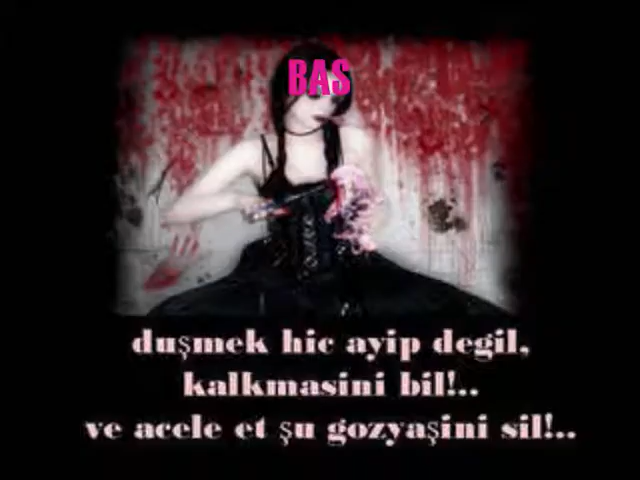 BAS
duşmek hic ayip degil,
kalkmasini bil!..
ve acele et şu gozyaşini sil!..